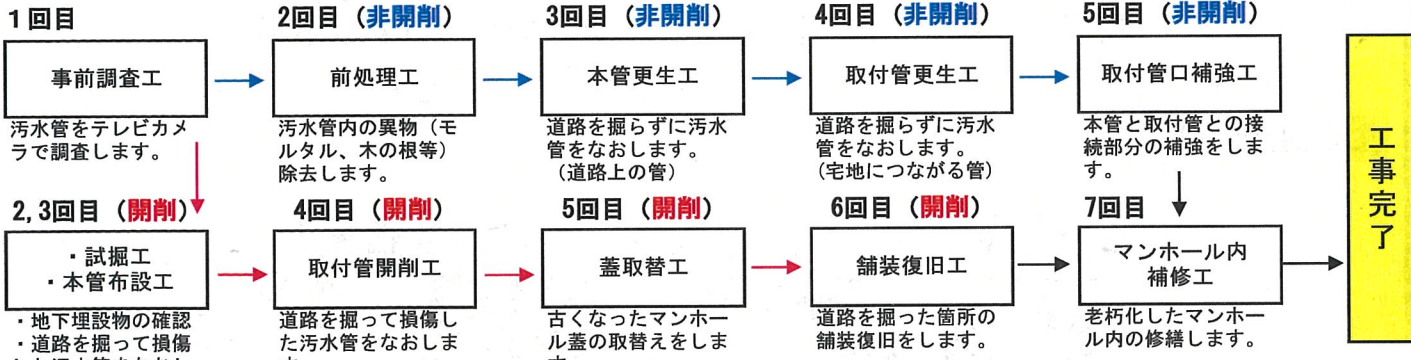 1回目
事前調査工
汚水管をテレビカメ
ラで調査します。
2回目（非開削）
前処理工
汚水管内の異物（モ
ルタル、木の根等）
除去します。
3回目（非開削）
本管更生工
道路を掘らずに汚水
管をなおします。
（道路上の管）
4回目（非開削）
取付管更生工
道路を掘らずに汚水
管をなおします。
（宅地につながる管）
5回目（非開削）
取付管口補強工
本管と取付管との接
続部分の補強をしま
す。
2,3回目（開削）
・試掘工
・本管布設工
・地下埋設物の確認
・道路を掘って損傷
4回目（開削）
取付管開削工
道路を掘って損傷し
た汚水管をなおしま
5回目（開削）
蓋取替工
古くなったマンホー
ル蓋の取替えをしま
6回目（開削）
舗装復旧工
道路を掘った箇所の
舗装復旧をします。
7回目
マンホール内
補修工
老朽化したマンホー
ル内の修繕します。
工事完了